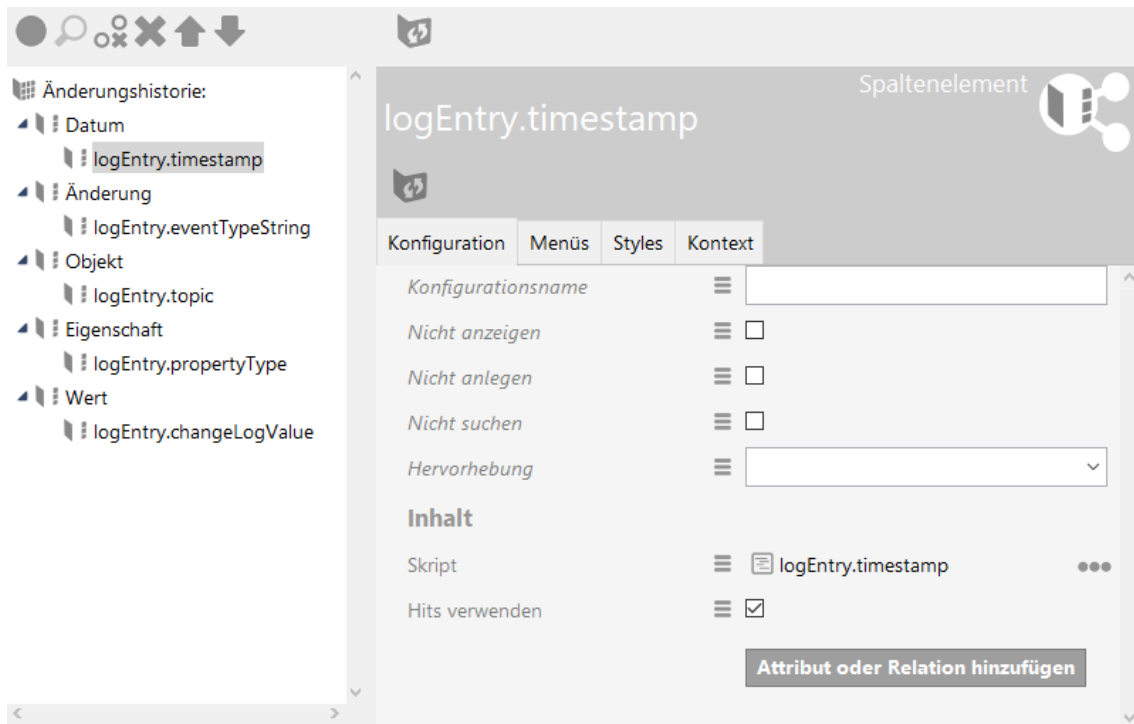 Änderungshistorie:
Datum
logEntry.timestamp
Änderung
logEntry.eventTypeString
Objekt
logEntry.topic
Eigenschaft
logEntry.propertyType
Wert
logEntry.changeLogValue
Spaltenelement
logEntry.timestamp
Konfiguration Menüs Styles Kontext
Konfigurationsname
Nicht anzeigen
Nicht anlegen
Nicht suchen
Hervorhebung
Inhalt
Skript logEntry.timestamp
Hits verwenden
Attribut oder Relation hinzufügen